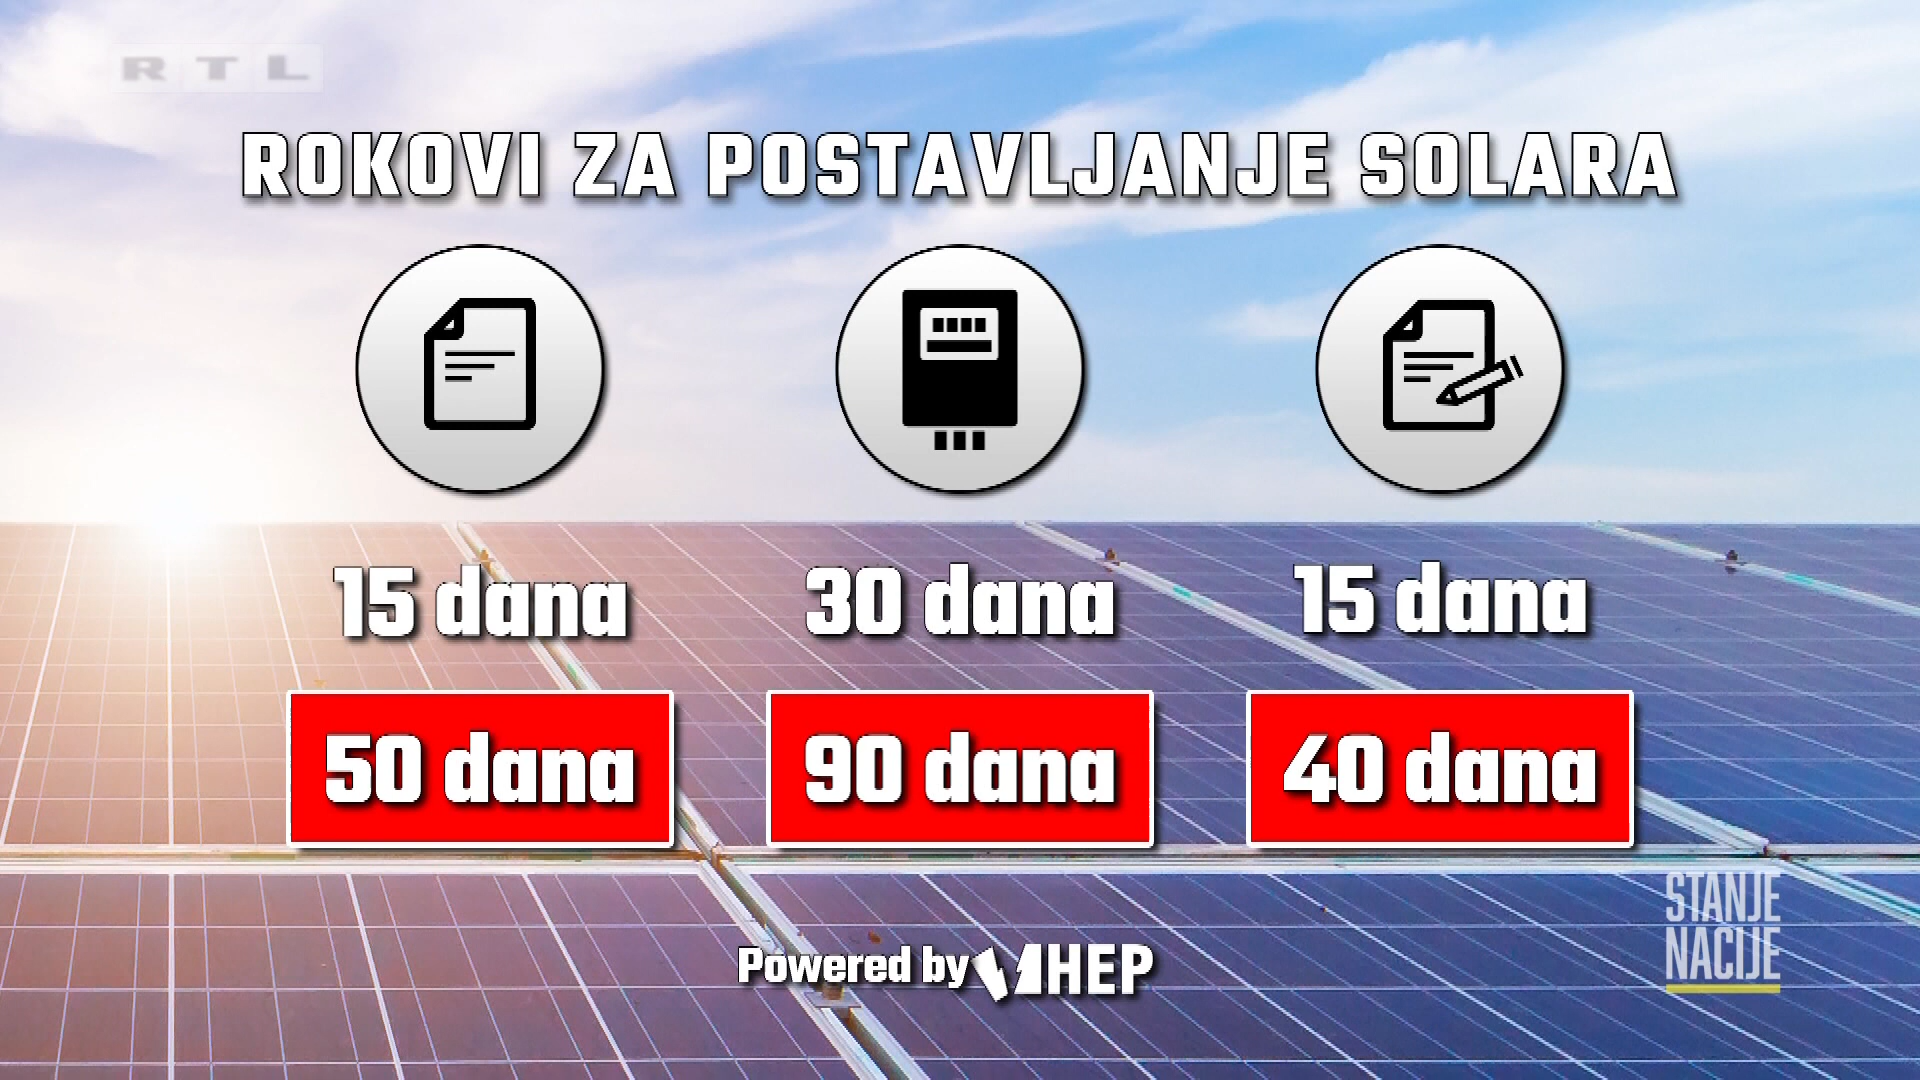 RTL
ROKOVI ZA POSTAVLJANJE SOLARA
15 dana
30 dana
15 dana
50 dana
90 dana
40 dana
Powered by HEP
STANJE
NACIJE